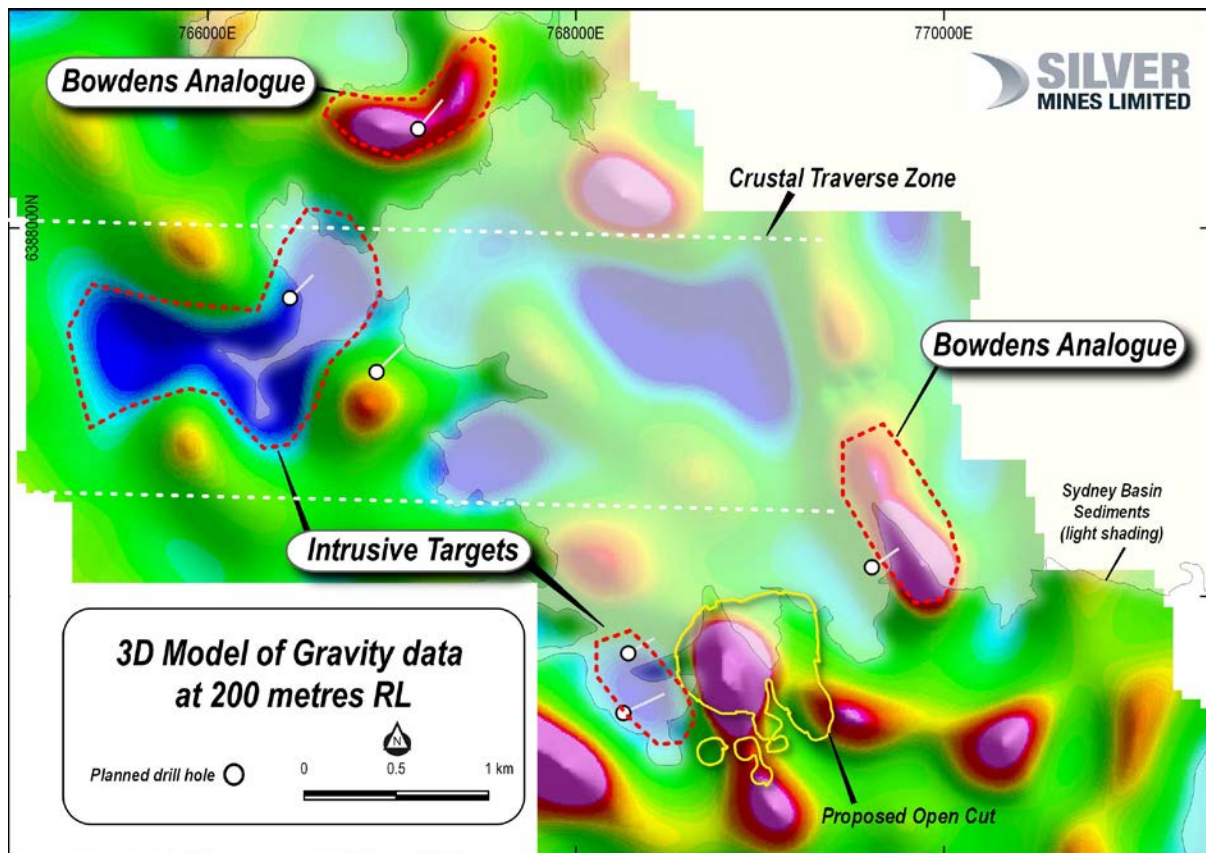 766000E
768000E
770000E
Bowdens Analogue
SILVER
MINES LIMITED
Crustal Traverse Zone
6388000N
Bowdens Analogue
Sydney Basin
Sediments
(light shading)
Intrusive Targets
3D Model of Gravity data
at 200 metres RL
N
Planned drill hole
0 0.5 1 km
Proposed Open Cut